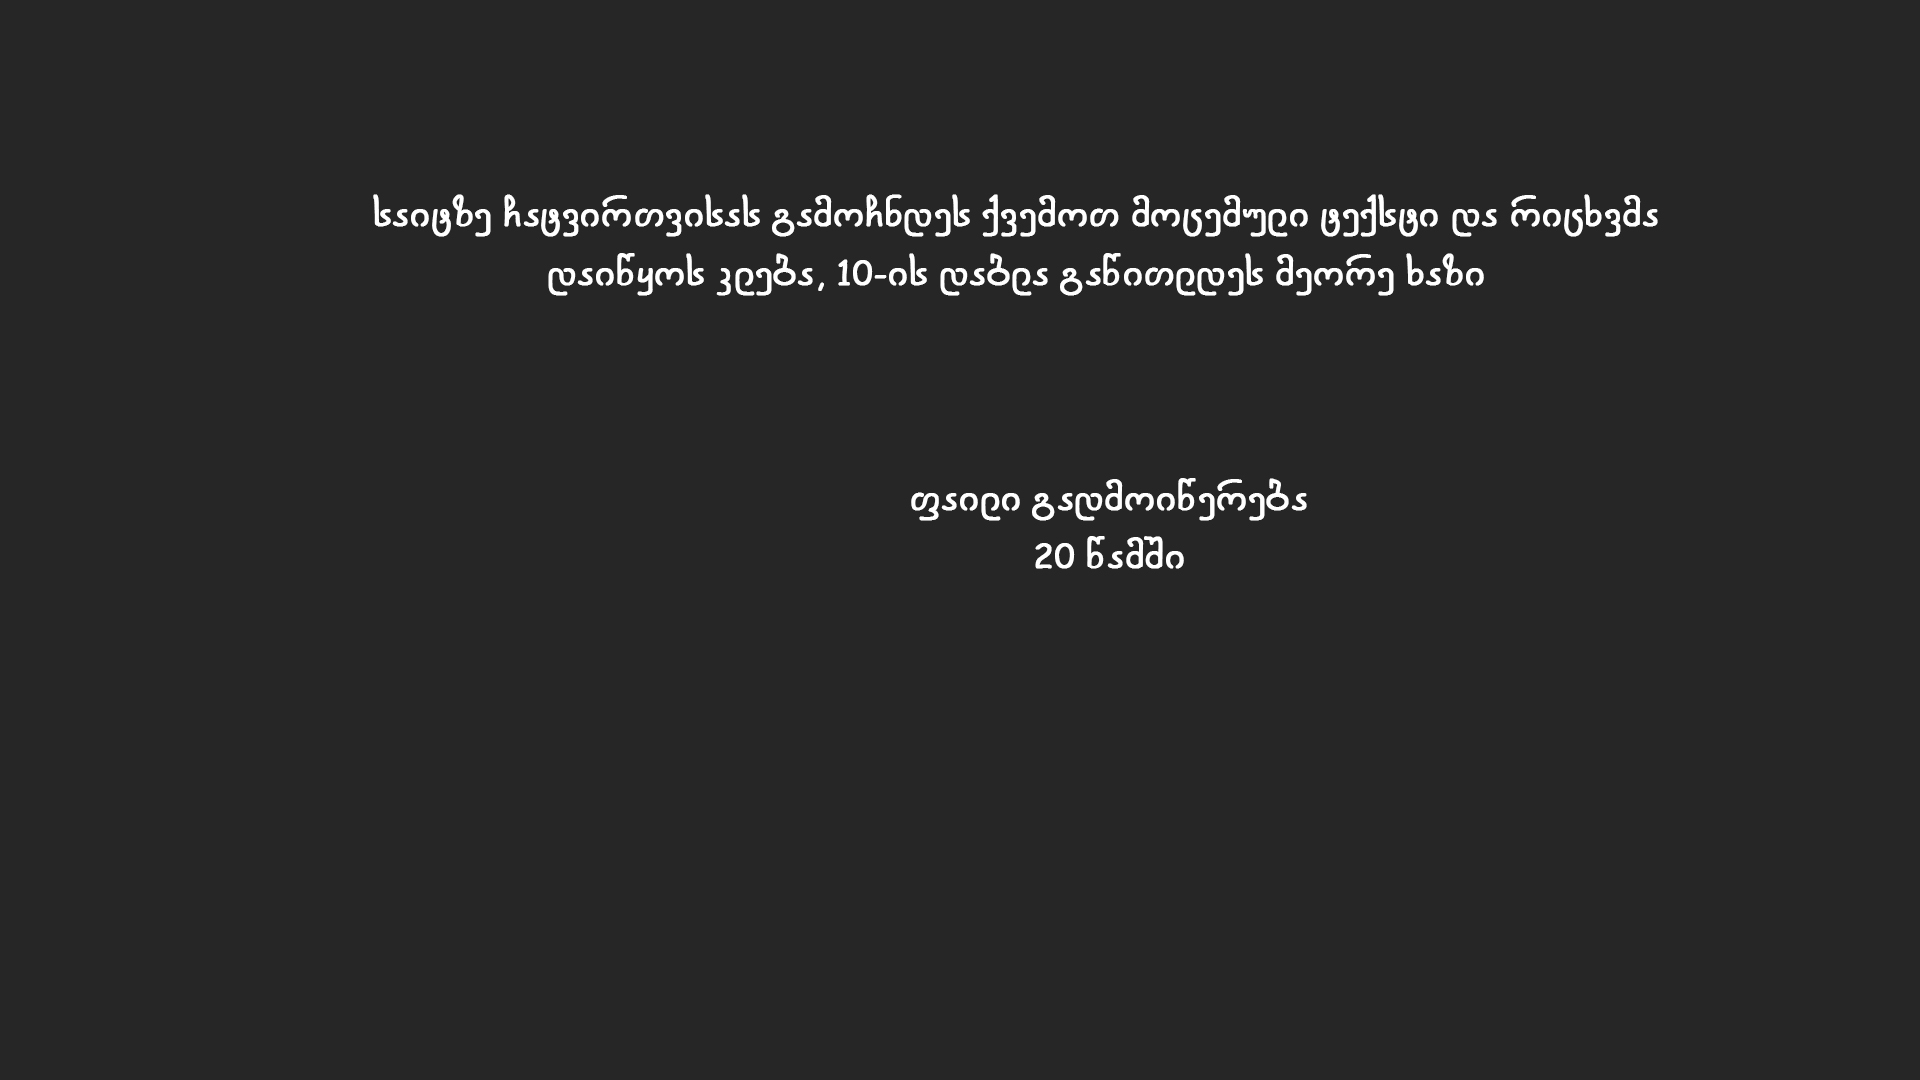 საიტზე ჩატვირთვისას გამოჩნდეს ქვემოთ მოცემული ტექსტი და რიცხვმა
დაიწყოს კლება, 10-ის დაბლა გაწითლდეს მეორე ხაზი
ფაილი გადმოიწერება
20 წამში